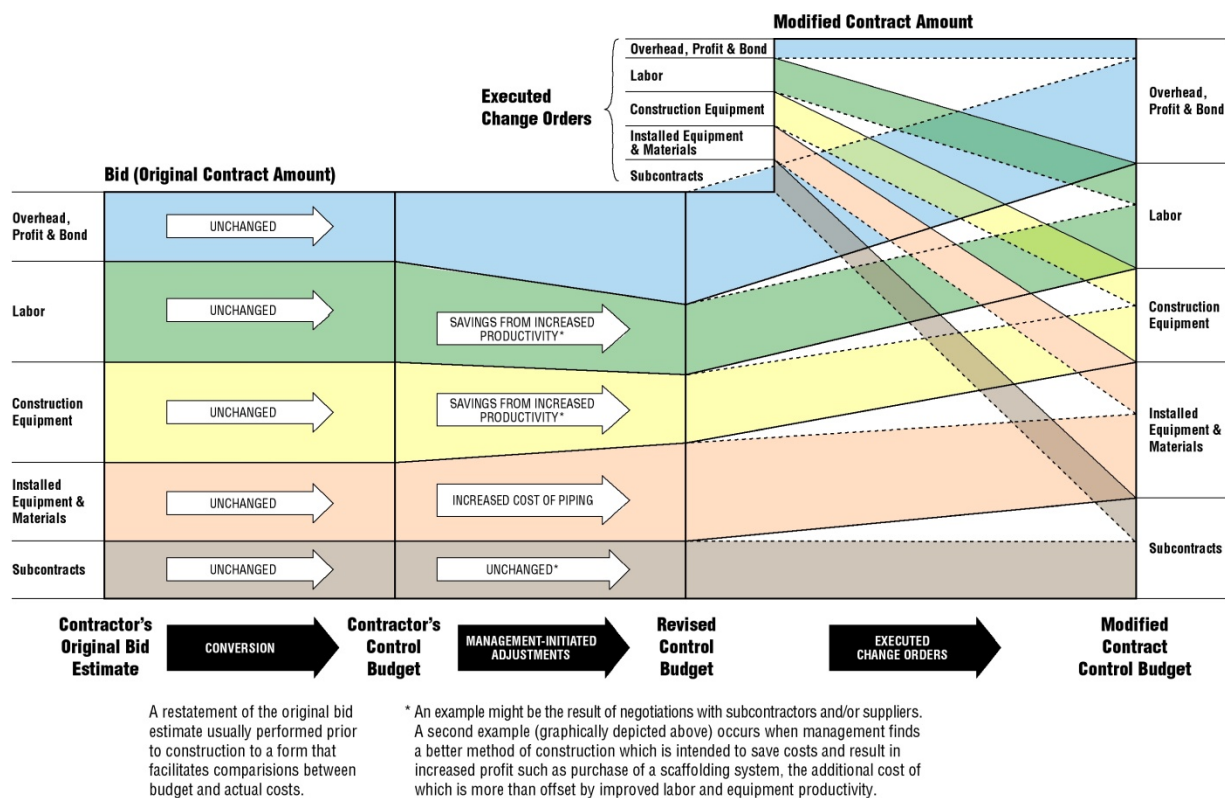 Modified Contract Amount
Executed
Change Orders
Overhead, Profit & Bond
Labor
Construction Equipment
Installed Equipment
& Materials
Subcontracts
Bid (Original Contract Amount)
Overhead,
Profit & Bond
Labor
Construction
Equipment
Installed
Equipment &
Materials
Subcontracts
UNCHANGED
UNCHANGED
UNCHANGED
UNCHANGED
UNCHANGED
SAVINGS FROM INCREASED
PRODUCTIVITY*
SAVINGS FROM INCREASED
PRODUCTIVITY*
INCREASED COST OF PIPING
UNCHANGED*
Overhead,
Profit & Bond
Labor
Construction
Equipment
Installed
Equipment &
Materials
Subcontracts
Contractor's
Original Bid
Estimate
CONVERSION
Contractor's
Control
Budget
MANAGEMENT-INITIATED
ADJUSTMENTS
Revised
Control
Budget
EXECUTED
CHANGE ORDERS
Modified
Contract
Control Budget
A restatement of the original bid
estimate usually performed prior
to construction to a form that
facilitates comparisions between
budget and actual costs.
* An example might be the result of negotiations with subcontractors and/or suppliers.
A second example (graphically depicted above) occurs when management finds
a better method of construction which is intended to save costs and result in
increased profit such as purchase of a scaffolding system, the additional cost of
which is more than offset by improved labor and equipment productivity.